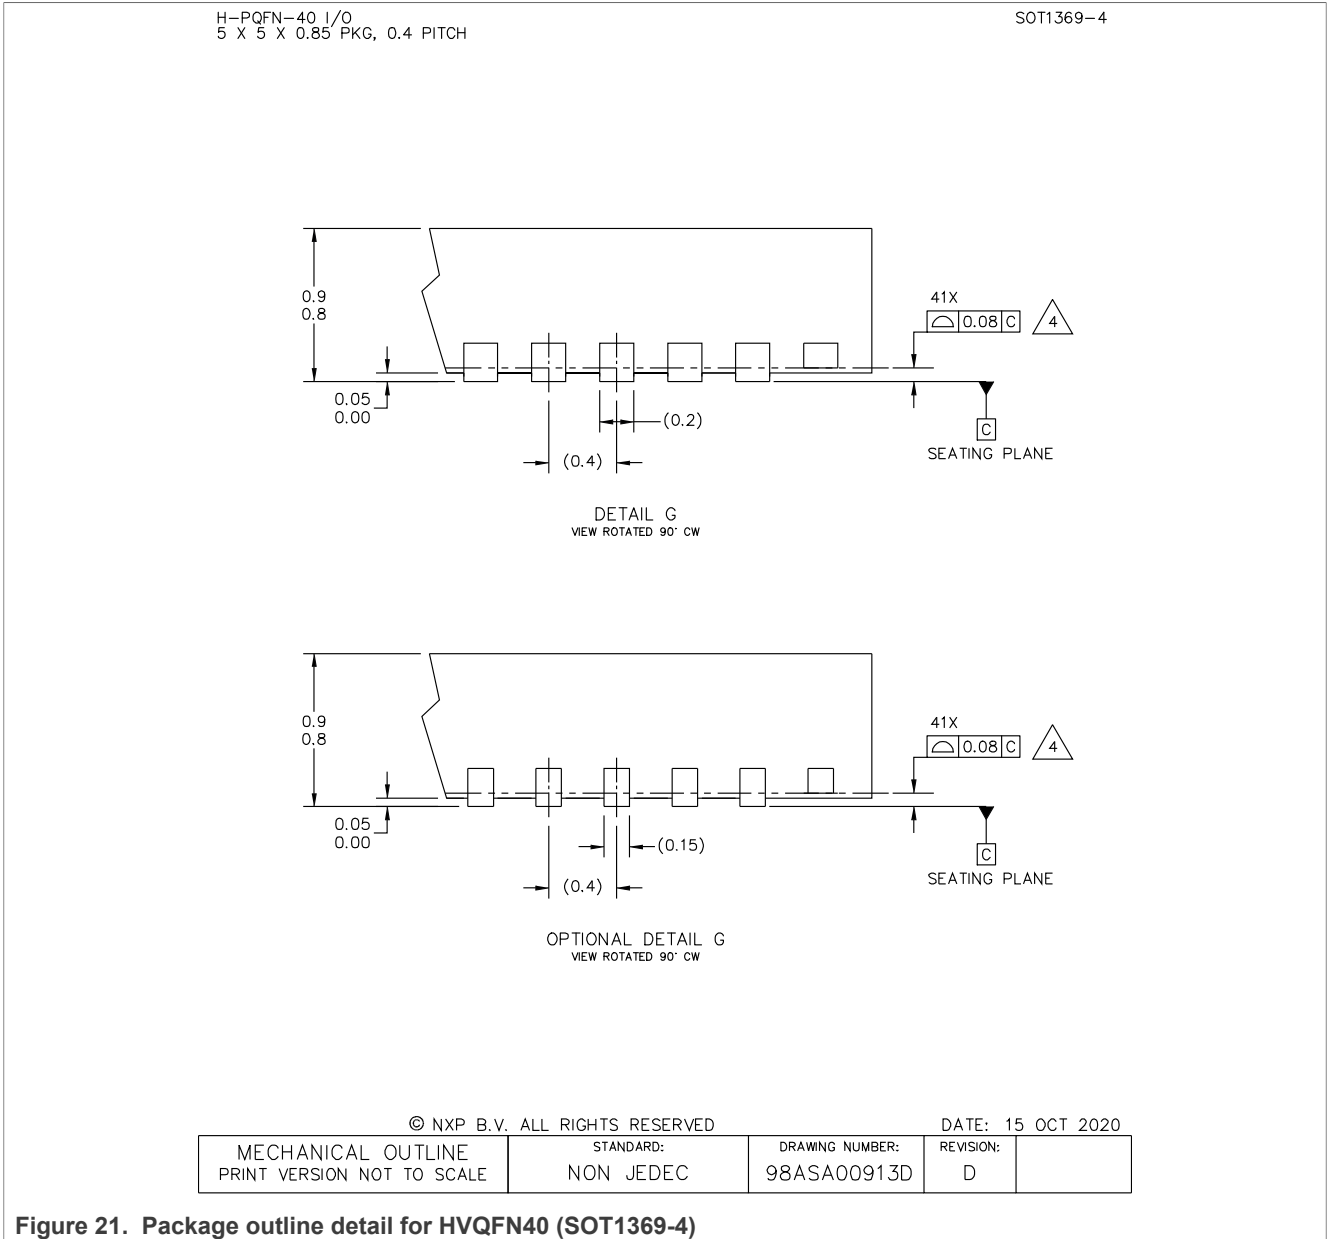 H-PQFN-40 I/O
5 X 5 X 0.85 PKG, 0.4 PITCH
SOT1369-4
0.9
0.8
0.05
0.00
(0.4)
(0.2)
41X
0.08 C
4
C
SEATING PLANE
DETAIL G
VIEW ROTATED 90° CW
0.9
0.8
0.05
0.00
(0.4)
(0.15)
41X
0.08 C
4
C
SEATING PLANE
OPTIONAL DETAIL G
VIEW ROTATED 90° CW
© NXP B.V. ALL RIGHTS RESERVED
DATE: 15 OCT 2020
MECHANICAL OUTLINE
PRINT VERSION NOT TO SCALE
STANDARD:
NON JEDEC
DRAWING NUMBER:
98ASA00913D
REVISION:
D
Figure 21. Package outline detail for HVQFN40 (SOT1369-4)